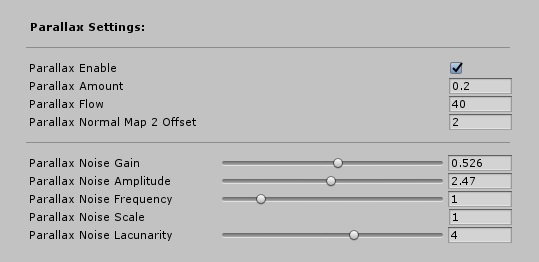 Parallax Settings:
Parallax Enable
Parallax Amount 0.2
Parallax Flow 40
Parallax Normal Map 2 Offset 2
Parallax Noise Gain 0.526
Parallax Noise Amplitude 2.47
Parallax Noise Frequency 1
Parallax Noise Scale 1
Parallax Noise Lacunarity 4